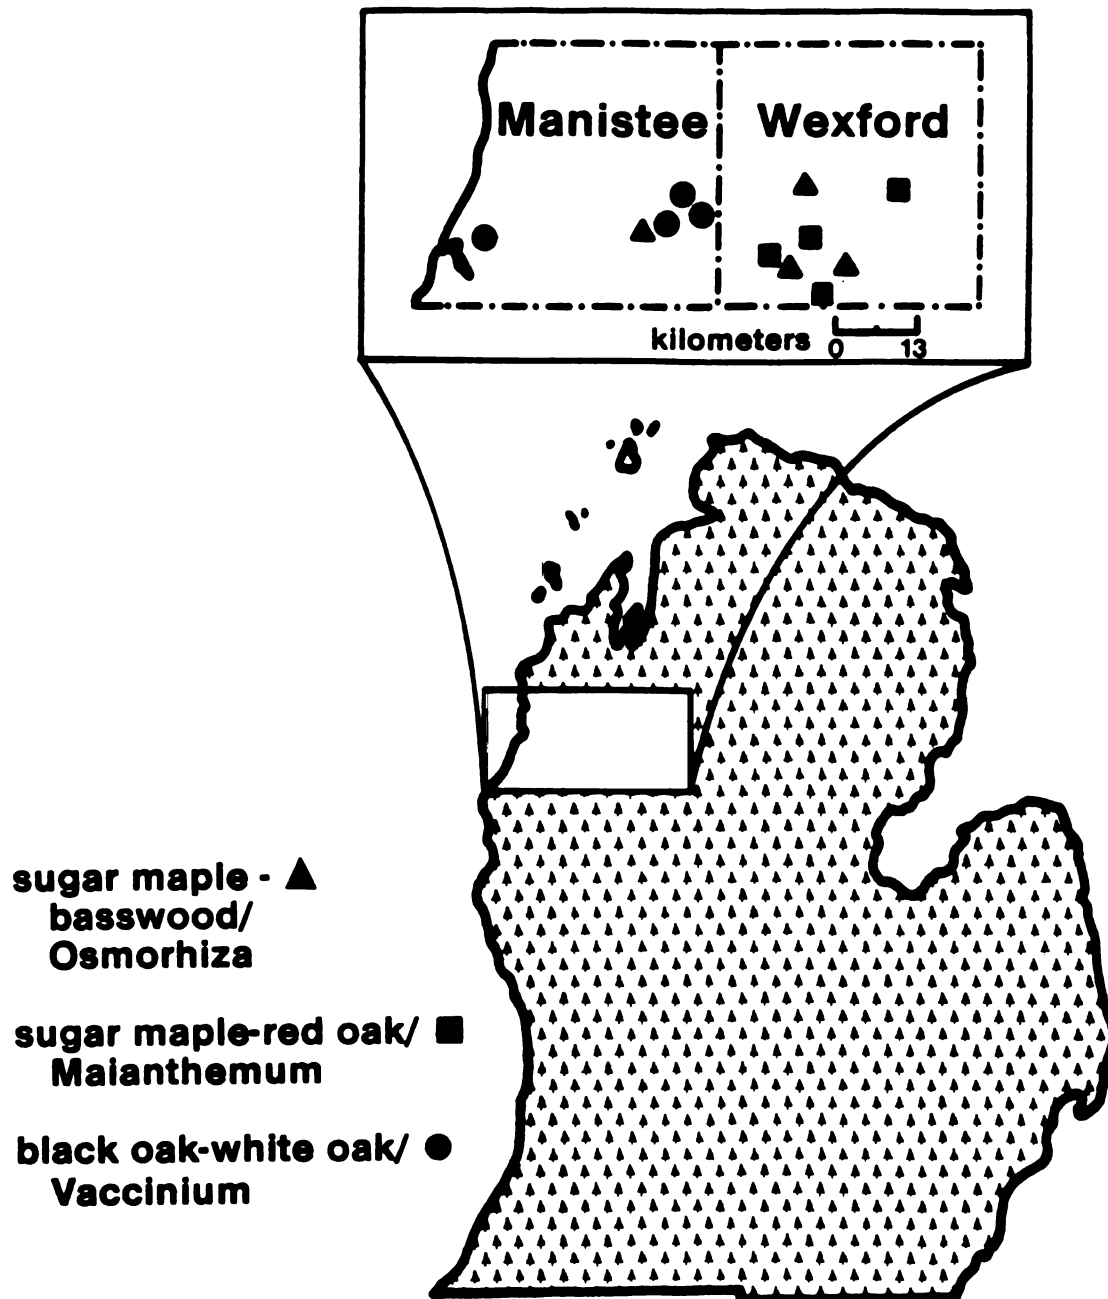 Manistee Wexford
kilometers 0 13
sugar maple -
basswood/
Osmorhiza
sugar maple-red oak/
Maianthemum
black oak-white oak/
Vaccinium